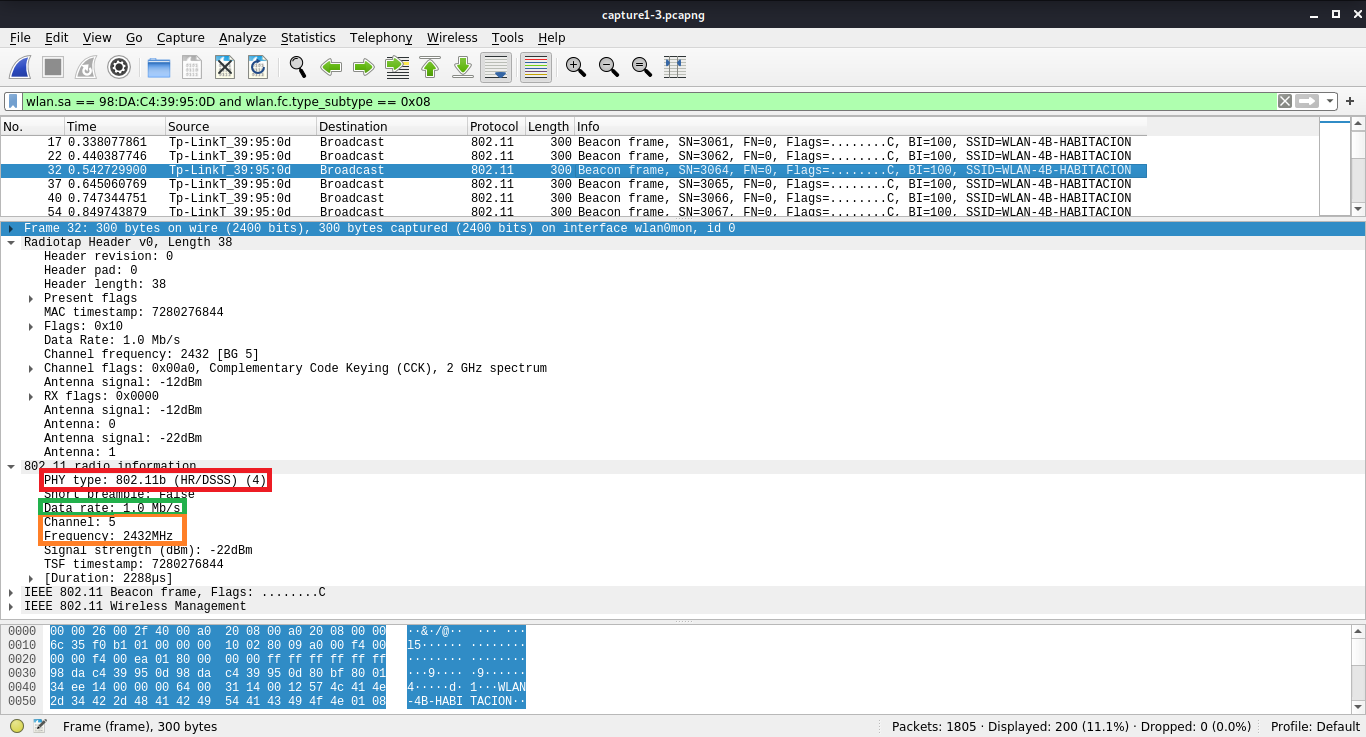 capture1-3.pcapng
File Edit View Go Capture Analyze Statistics Telephony Wireless Tools Help
wlan.sa == 98:DA:C4:39:95:0D and wlan.fc.type_subtype == 0x08
No. Time Source Destination Protocol Length Info
17 0.338077861 Tp-LinkT_39:95:0d Broadcast 802.11 300 Beacon frame, SN=3061, FN=0, Flags=........C, BI=100, SSID=WLAN-4B-HABITACION
22 0.440387746 Tp-LinkT_39:95:0d Broadcast 802.11 300 Beacon frame, SN=3062, FN=0, Flags=........C, BI=100, SSID=WLAN-4B-HABITACION
32 0.542729900 Tp-LinkT_39:95:0d Broadcast 802.11 300 Beacon frame, SN=3064, FN=0, Flags=........C, BI=100, SSID=WLAN-4B-HABITACION
37 0.645060769 Tp-LinkT_39:95:0d Broadcast 802.11 300 Beacon frame, SN=3065, FN=0, Flags=........C, BI=100, SSID=WLAN-4B-HABITACION
40 0.747344751 Tp-LinkT_39:95:0d Broadcast 802.11 300 Beacon frame, SN=3066, FN=0, Flags=........C, BI=100, SSID=WLAN-4B-HABITACION
54 0.849743879 Tp-LinkT_39:95:0d Broadcast 802.11 300 Beacon frame, SN=3067, FN=0, Flags=........C, BI=100, SSID=WLAN-4B-HABITACION
Frame 32: 300 bytes on wire (2400 bits), 300 bytes captured (2400 bits) on interface wlan0mon, id 0
Radiotap Header v0, Length 38
Header revision: 0
Header pad: 0
Header length: 38
Present flags
MAC timestamp: 7280276844
Flags: 0x10
Data Rate: 1.0 Mb/s
Channel frequency: 2432 [BG 5]
Channel flags: 0x00a0, Complementary Code Keying (CCK), 2 GHz spectrum
Antenna signal: -12dBm
RX flags: 0x0000
Antenna signal: -12dBm
Antenna: 0
Antenna signal: -22dBm
Antenna: 1
802.11 radio information
PHY type: 802.11b (HR/DSSS) (4)
Short preamble: False
Data rate: 1.0 Mb/s
Channel: 5
Frequency: 2432MHz
Signal strength (dBm): -22dBm
TSF timestamp: 7280276844
[Duration: 2288µs]
IEEE 802.11 Beacon frame, Flags: ........C
IEEE 802.11 Wireless Management
0000 00 00 26 00 2f 40 00 a0 20 08 00 a0 20 08 00 00 ··&·/@·· ··· ···
0010 6c 35 f0 b1 01 00 00 00 10 02 80 09 a0 00 f4 00 l5······ ········
0020 00 00 f4 00 ea 01 80 00 00 00 ff ff ff ff ff ff ········ ········
0030 98 da c4 39 95 0d 98 da c4 39 95 0d 80 bf 80 01 ···9···· ·9······
0040 34 ee 14 00 00 00 64 00 31 14 00 12 57 4c 41 4e 4·····d· 1···WLAN
0050 2d 34 42 2d 48 41 42 49 54 41 43 49 4f 4e 01 08 -4B-HABI TACION··
Frame (frame), 300 bytes Packets: 1805 · Displayed: 200 (11.1%) · Dropped: 0 (0.0%) Profile: Default